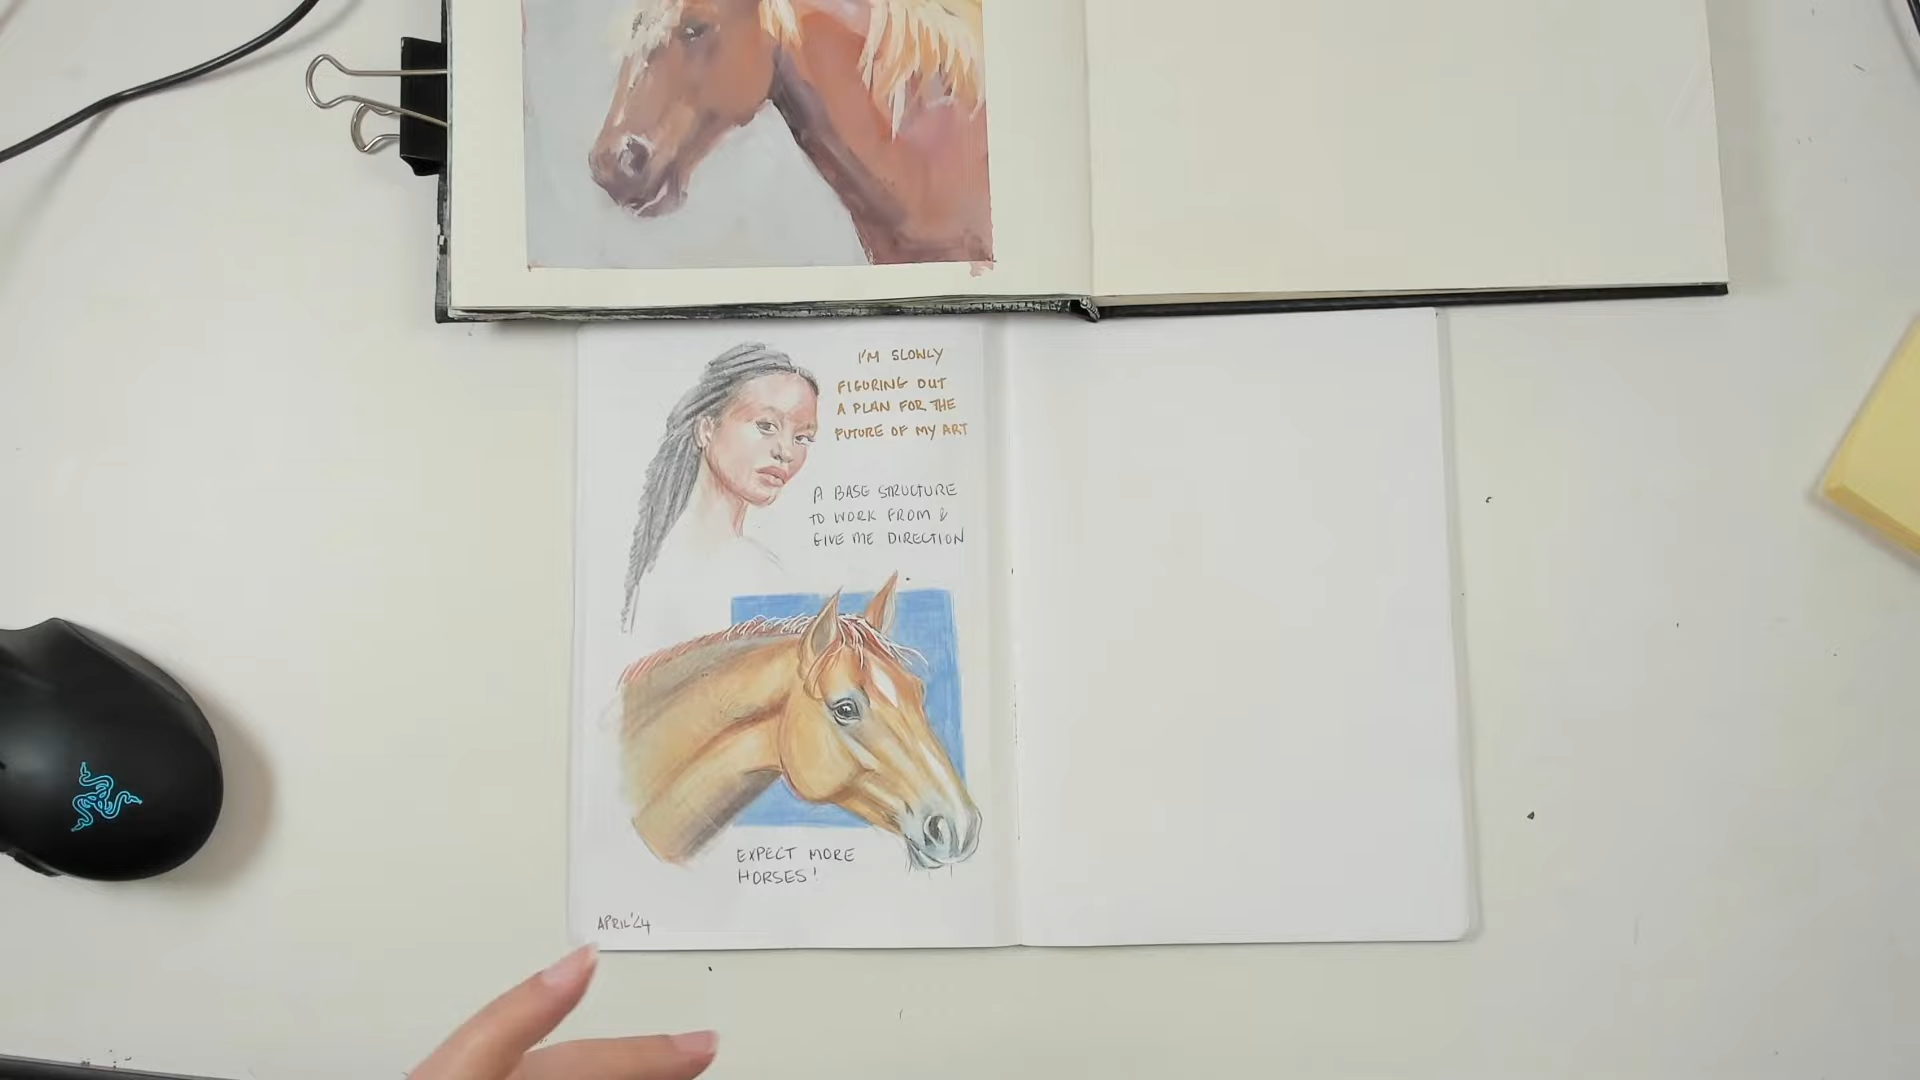 I'M SLOWLY
FIGURING OUT
A PLAN FOR THE
FUTURE OF MY ART
A BASE STRUCTURE
TO WORK FROM &
GIVE ME DIRECTION
EXPECT MORE
HORSES!
APRIL '24